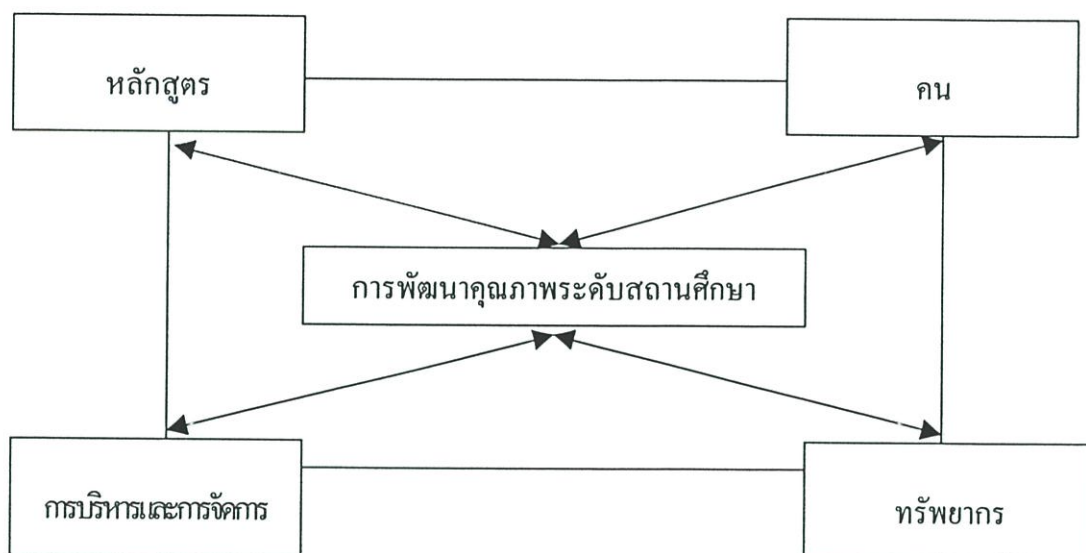 หลักสูตร
คน
การพัฒนาคุณภาพระดับสถานศึกษา
การบริหารและการจัดการ
ทรัพยากร